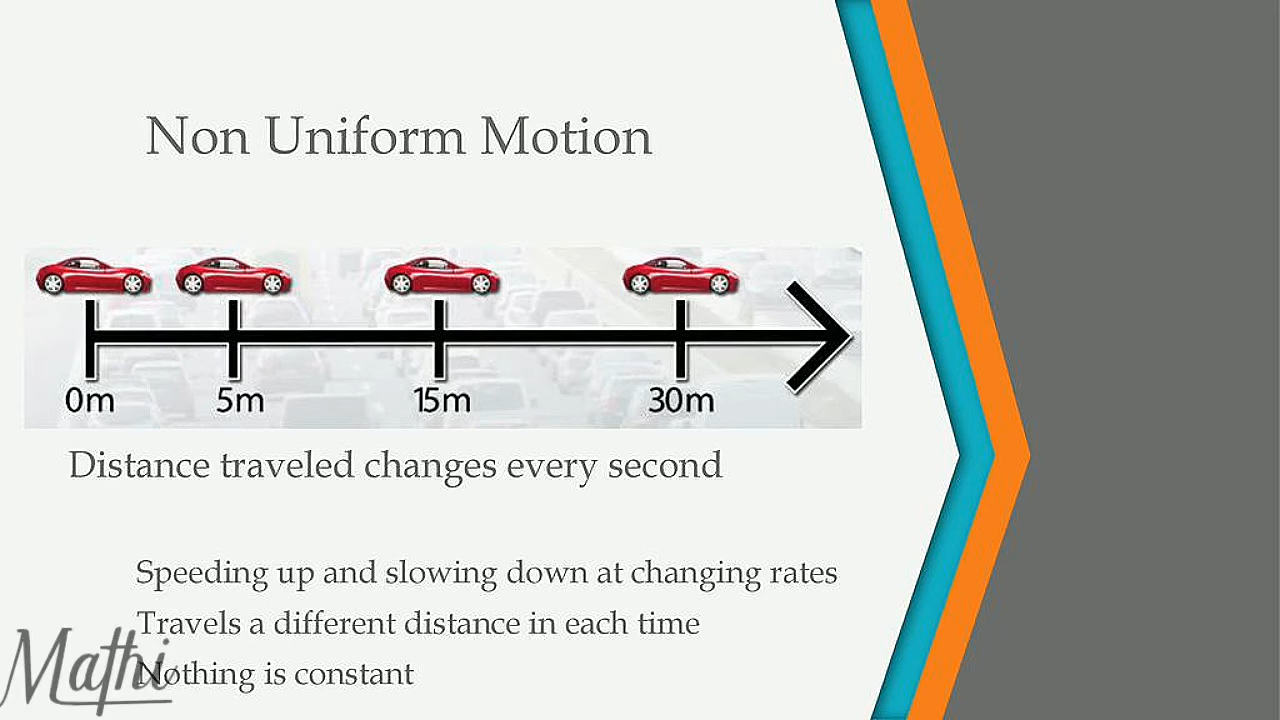 Non Uniform Motion
0m 5m 15m 30m
Distance traveled changes every second
Speeding up and slowing down at changing rates
Travels a different distance in each time
Nothing is constant
Mathi